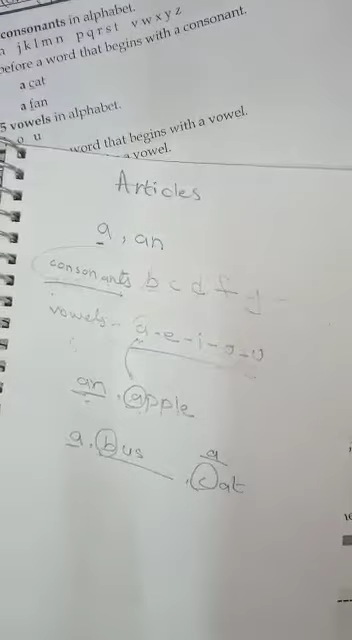 consonants in alphabet.
j k l m n p q r s t v w x y z
before a word that begins with a consonant.
a cat
a fan
5 vowels in alphabet.
o u
word that begins with a vowel.
a vowel.
Articles
a, an
consonants b c d f g -
vowels - a - e - i - o - u
an. apple
a. bus
a
. cat